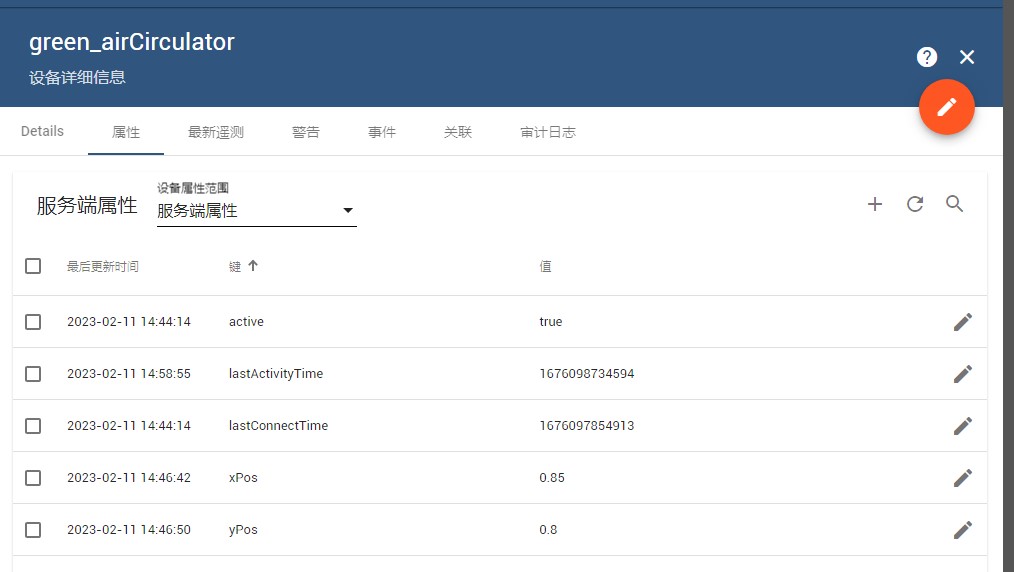 green_airCirculator
设备详细信息
Details 属性 最新遥测 警告 事件 关联 审计日志
设备属性范围
服务端属性 服务端属性
最后更新时间 键 值
2023-02-11 14:44:14 active true
2023-02-11 14:58:55 lastActivityTime 1676098734594
2023-02-11 14:44:14 lastConnectTime 1676097854913
2023-02-11 14:46:42 xPos 0.85
2023-02-11 14:46:50 yPos 0.8